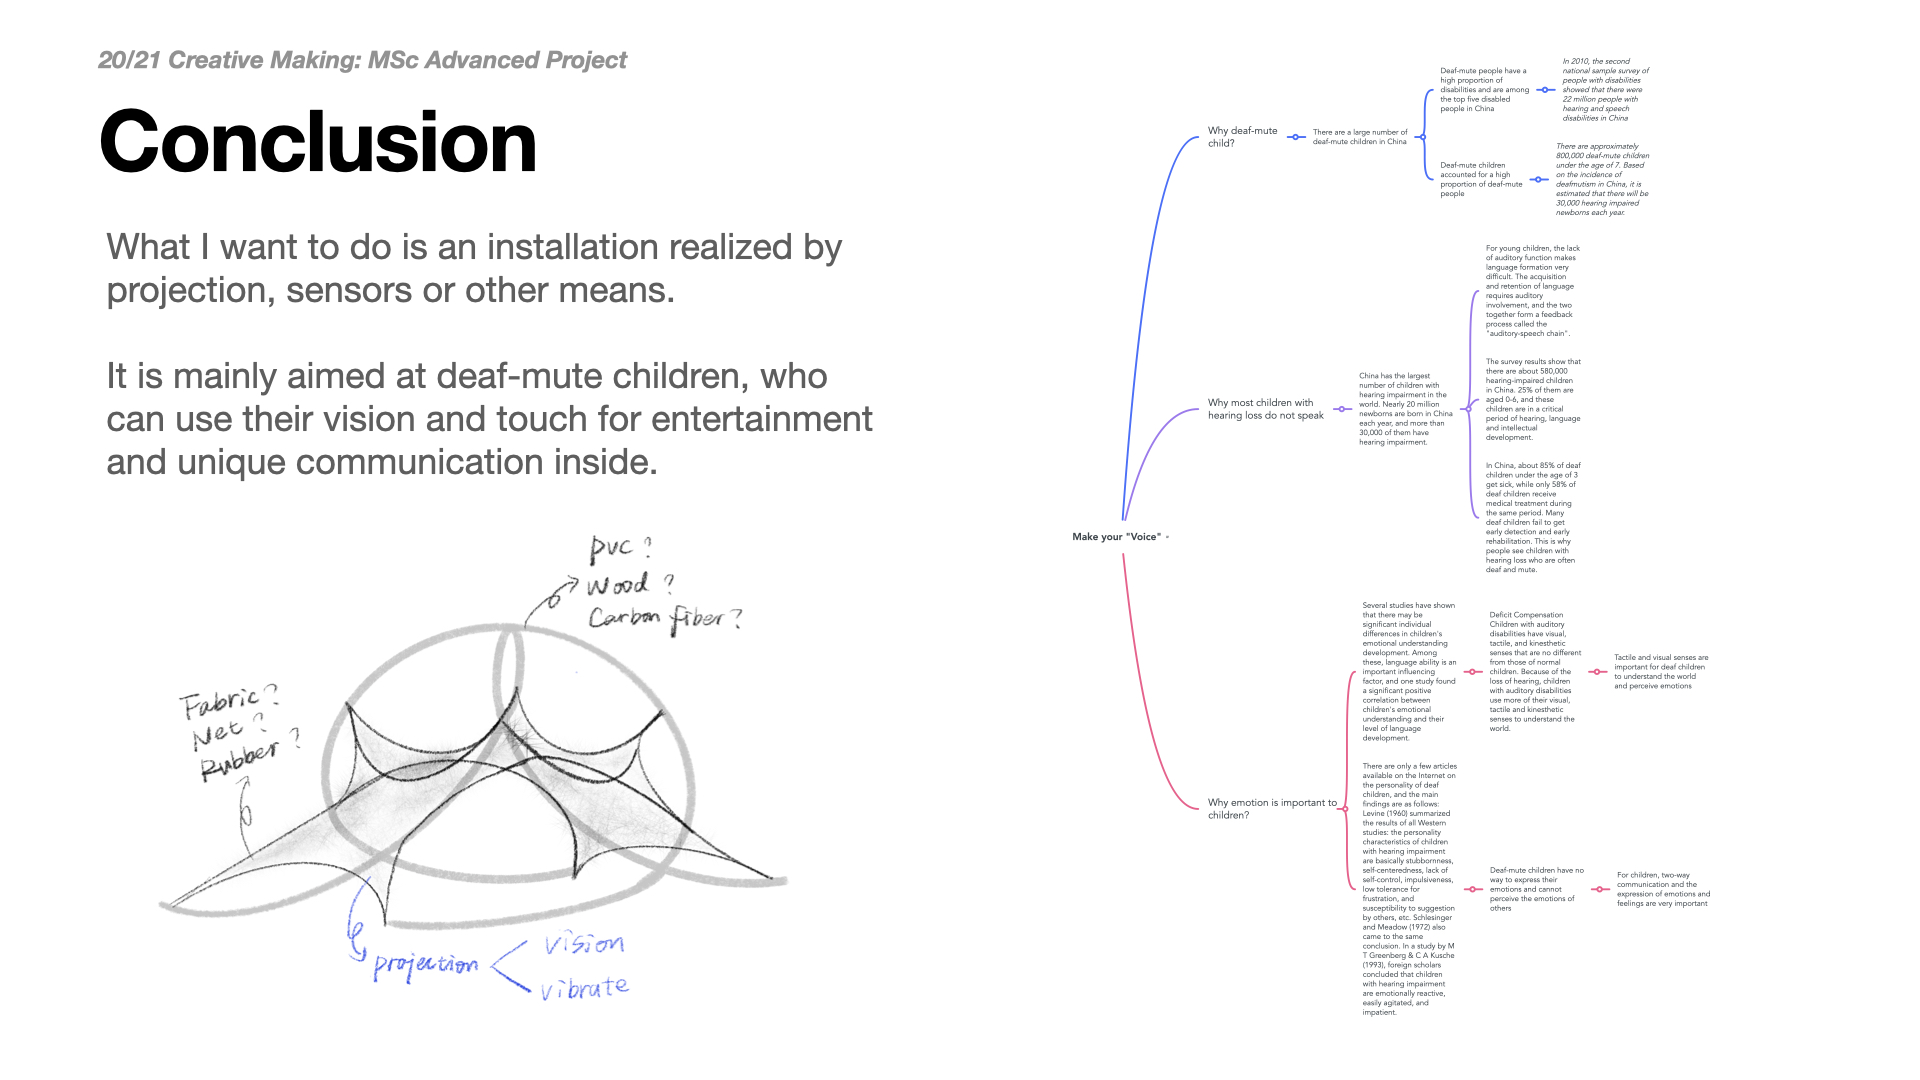 20/21 Creative Making: MSc Advanced Project
Conclusion
What I want to do is an installation realized by
projection, sensors or other means.
It is mainly aimed at deaf-mute children, who
can use their vision and touch for entertainment
and unique communication inside.
pvc ?
Wood ?
Carbon fiber ?
Fabric ?
Net ?
Rubber ?
projection
vision
vibrate
Make your "Voice"
Why deaf-mute
child?
There are a large number of
deaf-mute children in China
Deaf-mute people have a
high proportion of
disabilities and are among
the top five disabled
people in China
In 2010, the second
national sample survey of
people with disabilities
showed that there were
22 million people with
hearing and speech
disabilities in China
Deaf-mute children
accounted for a high
proportion of deaf-mute
people
There are approximately
800,000 deaf-mute children
under the age of 7. Based
on the incidence of
deafmutism in China, it is
estimated that there will be
30,000 hearing impaired
newborns each year.
Why most children with
hearing loss do not speak
China has the largest
number of children with
hearing impairment in the
world. Nearly 20 million
newborns are born in China
each year, and more than
30,000 of them have
hearing impairment.
For young children, the lack
of auditory function makes
language formation very
difficult. The acquisition
and retention of language
requires auditory
involvement, and the two
together form a feedback
process called the
"auditory-speech chain".
The survey results show that
there are about 580,000
hearing-impaired children
in China. 25% of them are
aged 0-6, and these
children are in a critical
period of hearing, language
and intellectual
development.
In China, about 85% of deaf
children under the age of 3
get sick, while only 58% of
deaf children receive
medical treatment during
the same period. Many
deaf children fail to get
early detection and early
rehabilitation. This is why
people see children with
hearing loss who are often
deaf and mute.
Why emotion is important to
children?
Several studies have shown
that there may be
significant individual
differences in children's
emotional understanding
development. Among
these, language ability is an
important influencing
factor, and one study found
a significant positive
correlation between
children's emotional
understanding and their
level of language
development.
Deficit Compensation
Children with auditory
disabilities have visual,
tactile, and kinesthetic
senses that are no different
from those of normal
children. Because of the
loss of hearing, children
with auditory disabilities
use more of their visual,
tactile and kinesthetic
senses to understand the
world.
Tactile and visual senses are
important for deaf children
to understand the world
and perceive emotions
There are only a few articles
available on the Internet on
the personality of deaf
children, and the main
findings are as follows:
Levine (1960) summarized
the results of all Western
studies: the personality
characteristics of children
with hearing impairment
are basically stubbornness,
self-centeredness, lack of
self-control, impulsiveness,
low tolerance for
frustration, and
susceptibility to suggestion
by others, etc. Schlesinger
and Meadow (1972) also
came to the same
conclusion. In a study by M
T Greenberg & C A Kusche
(1993), foreign scholars
concluded that children
with hearing impairment
are emotionally reactive,
easily agitated, and
impatient.
Deaf-mute children have no
way to express their
emotions and cannot
perceive the emotions of
others
For children, two-way
communication and the
expression of emotions and
feelings are very important